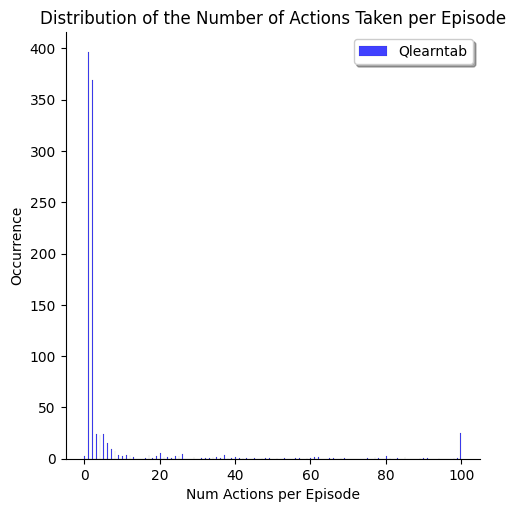 Distribution of the Number of Actions Taken per Episode
Qlearntab
Occurrence
400
350
300
250
200
150
100
50
0
0 20 40 60 80 100
Num Actions per Episode